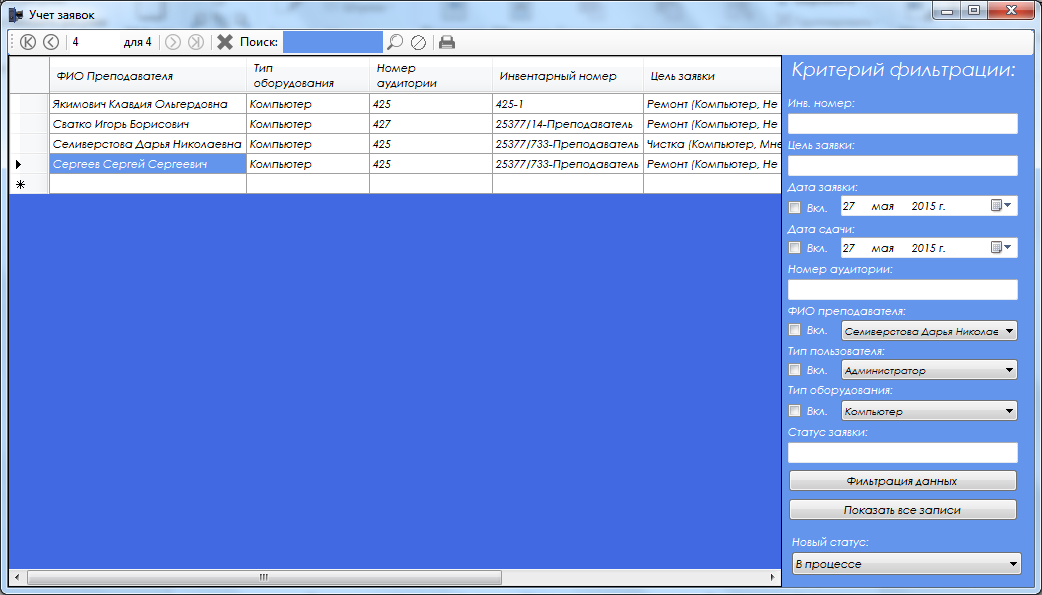 Учет заявок
4 для 4 Поиск:
ФИО Преподавателя Тип оборудования Номер аудитории Инвентарный номер Цель заявки
Якимович Клавдия Ольгердовна Компьютер 425 425-1 Ремонт (Компьютер, Не
Сватко Игорь Борисович Компьютер 427 25377/14-Преподаватель Ремонт (Компьютер, Не
Селиверстова Дарья Николаевна Компьютер 425 25377/733-Преподаватель Чистка (Компьютер, Мне
Сергеев Сергей Сергеевич Компьютер 425 25377/733-Преподаватель Ремонт (Компьютер, Не
Критерий фильтрации:
Инв. номер:
Цель заявки:
Дата заявки:
Вкл. 27 мая 2015 г.
Дата сдачи:
Вкл. 27 мая 2015 г.
Номер аудитории:
ФИО преподавателя:
Вкл. Селиверстова Дарья Николае
Тип пользователя:
Вкл. Администратор
Тип оборудования:
Вкл. Компьютер
Статус заявки:
Фильтрация данных
Показать все записи
Новый статус:
В процессе